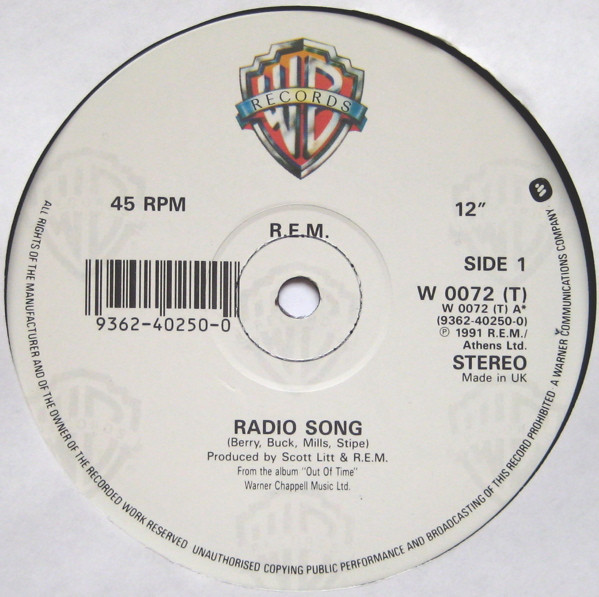 WB
RECORDS
45 RPM
12"
R.E.M.
SIDE 1
9362-40250-0
W 0072 (T)
W 0072 (T) A*
(9362-40250-0)
℗ 1991 R.E.M./
Athens Ltd.
STEREO
Made in UK
RADIO SONG
(Berry, Buck, Mills, Stipe)
Produced by Scott Litt & R.E.M.
From the album "Out Of Time"
Warner Chappell Music Ltd.
ALL RIGHTS OF THE MANUFACTURER AND OF THE OWNER OF THE RECORDED WORK RESERVED UNAUTHORISED COPYING PUBLIC PERFORMANCE AND BROADCASTING OF THIS RECORD PROHIBITED A WARNER COMMUNICATIONS COMPANY.